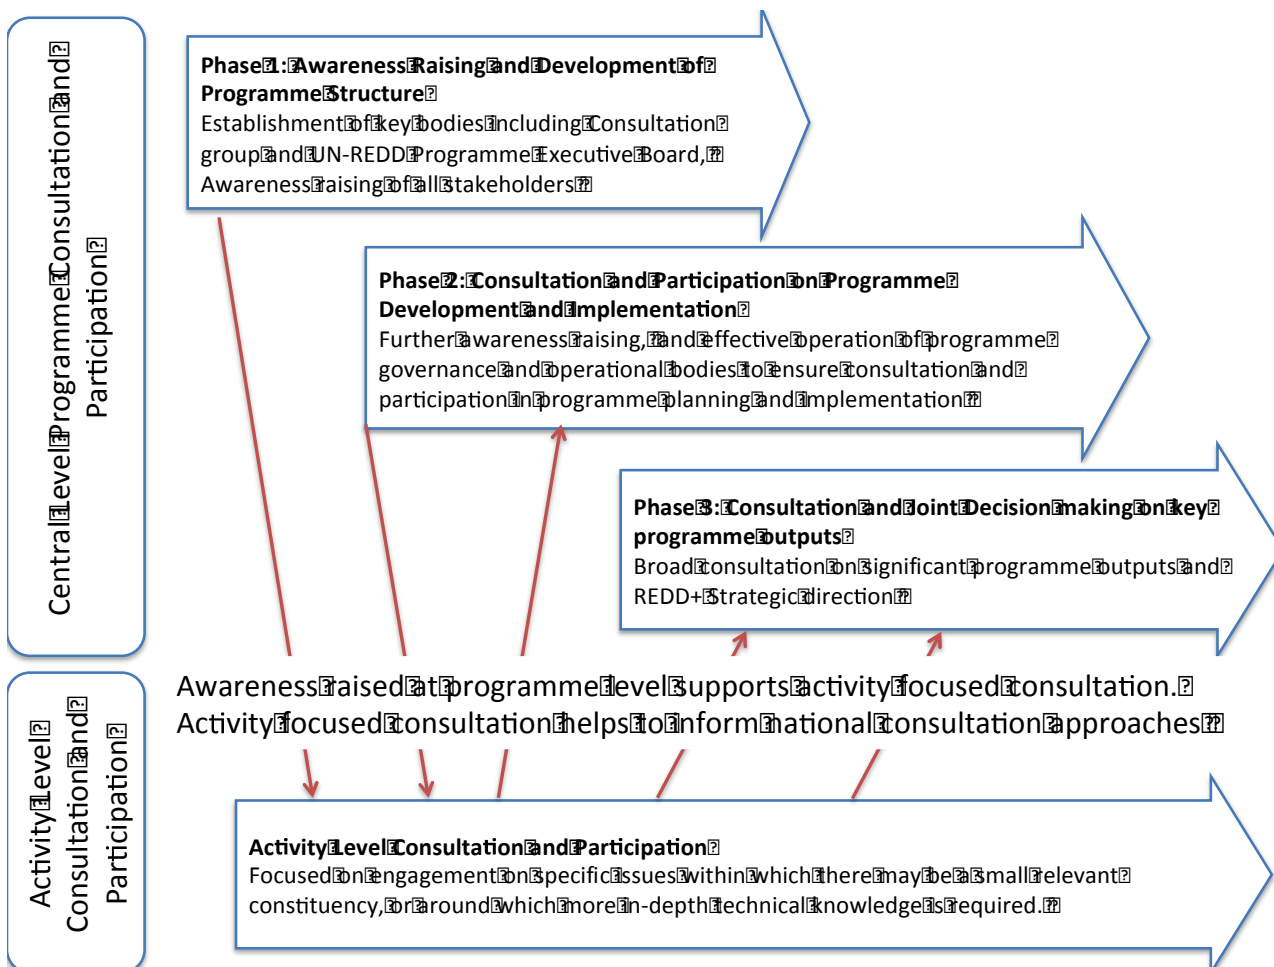 Central Level Programme Consultation and
Participation
Phase 1: Awareness Raising and Development of
Programme Structure
Establishment of key bodies including Consultation
group and UN-REDD Programme Executive Board,
Awareness raising of all stakeholders
Phase 2: Consultation and Participation on Programme
Development and Implementation
Further awareness raising, and effective operation of programme
governance and operational bodies to ensure consultation and
participation in programme planning and implementation
Phase 3: Consultation and Joint Decision making on key
programme outputs
Broad consultation on significant programme outputs and
REDD+ Strategic direction
Awareness raised at programme level supports activity focused consultation.
Activity focused consultation helps to inform national consultation approaches
Activity Level
Consultation and
Participation
Activity Level Consultation and Participation
Focused on engagement on specific issues within which there may be a small relevant
constituency, or around which more in-depth technical knowledge is required.